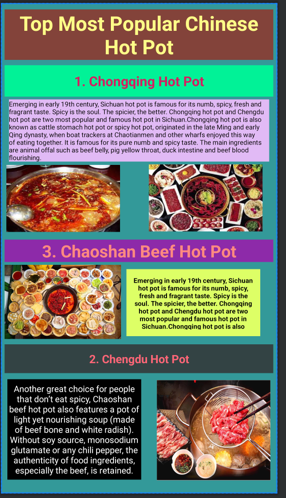 Top Most Popular Chinese
Hot Pot
1. Chongqing Hot Pot
Emerging in early 19th century, Sichuan hot pot is famous for its numb, spicy, fresh and
fragrant taste. Spicy is the soul. The spicier, the better. Chongqing hot pot and Chengdu
hot pot are two most popular and famous hot pot in Sichuan.Chongqing hot pot is also
known as cattle stomach hot pot or spicy hot pot, originated in the late Ming and early
Qing dynasty, when boat trackers at Chaotianmen and other wharfs enjoyed this way
of eating together. It is famous for its pure numb and spicy taste. The main ingredients
are animal offal such as beef belly, pig yellow throat, duck intestine and beef blood
flourishing.
3. Chaoshan Beef Hot Pot
Emerging in early 19th century, Sichuan
hot pot is famous for its numb, spicy,
fresh and fragrant taste. Spicy is the
soul. The spicier, the better. Chongqing
hot pot and Chengdu hot pot are two
most popular and famous hot pot in
Sichuan.Chongqing hot pot is also
2. Chengdu Hot Pot
Another great choice for people
that don't eat spicy, Chaoshan
beef hot pot also features a pot of
light yet nourishing soup (made
of beef bone and white radish).
Without soy source, monosodium
glutamate or any chili pepper, the
authenticity of food ingredients,
especially the beef, is retained.